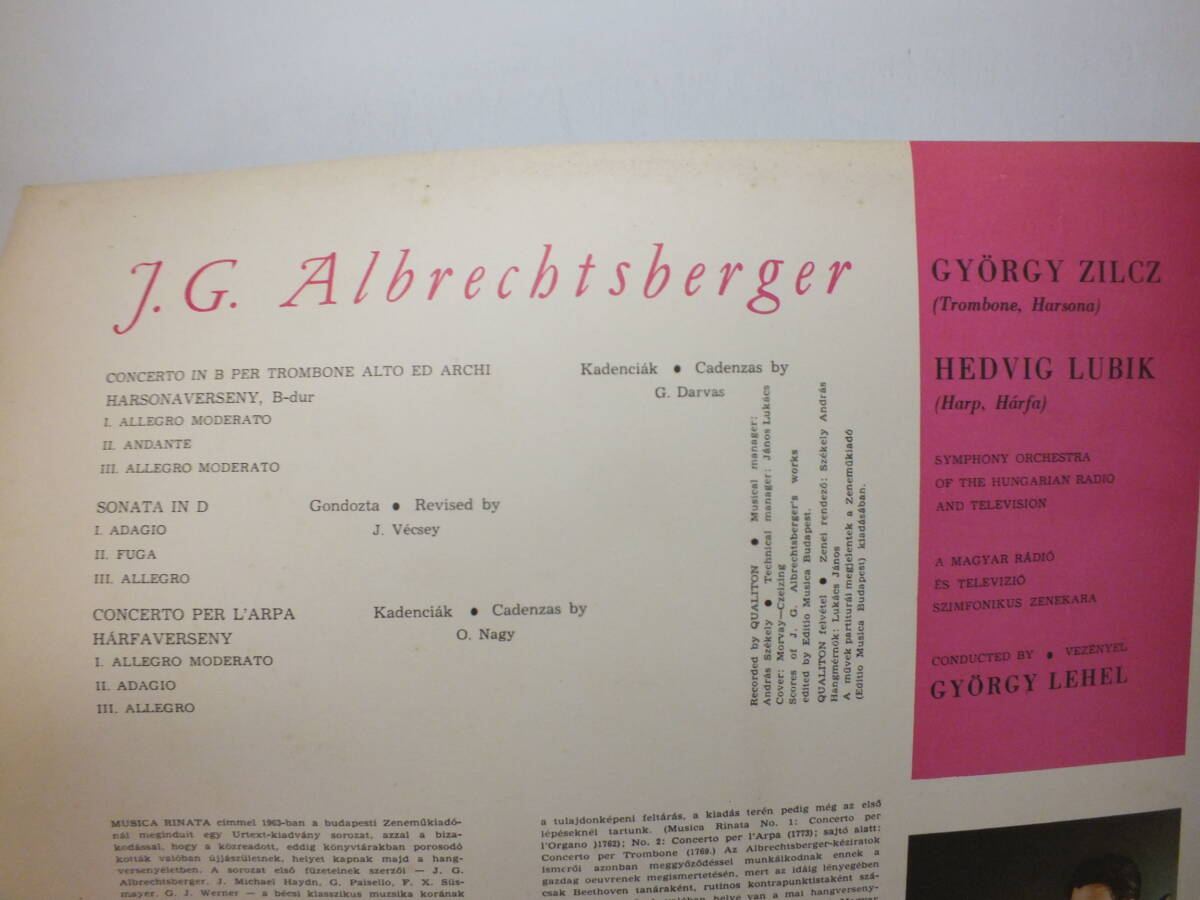 J. G. Albrechtsberger
CONCERTO IN B PER TROMBONE ALTO ED ARCHI
HARSONAVERSENY, B-dur
Kadenciák ● Cadenzas by
G. Darvas
I. ALLEGRO MODERATO
II. ANDANTE
III. ALLEGRO MODERATO
SONATA IN D
Gondozta ● Revised by
J. Vécsey
I. ADAGIO
II. FUGA
III. ALLEGRO
CONCERTO PER L'ARPA
HÁRFAVERSENY
Kadenciák ● Cadenzas by
O. Nagy
I. ALLEGRO MODERATO
II. ADAGIO
III. ALLEGRO
Recorded by QUALITON ● Musical manager:
András Székely ● Technical manager: János Lukács
Cover: Morvay—Czeizing
Scores of J. G. Albrechtsberger's works
edited by Editio Musica Budapest.
QUALITON felvétel ● Zenei rendező: Székely András
Hangmérnök: Lukács János
A művek partiturái megjelentek a Zeneműkiadó
(Editio Musica Budapest) kiadásában.
GYÖRGY ZILCZ
(Trombone, Harsona)
HEDVIG LUBIK
(Harp, Hárfa)
SYMPHONY ORCHESTRA
OF THE HUNGARIAN RADIO
AND TELEVISION
A MAGYAR RÁDIÓ
ÉS TELEVIZIÓ
SZIMFONIKUS ZENEKARA
CONDUCTED BY ● VEZÉNYEL
GYÖRGY LEHEL
MUSICA RINATA címmel 1963-ban a budapesti Zeneműkiadó-
nál megindult egy Urtext-kiadvány sorozat, azzal a biza-
kodással, hogy a közreadott, eddig könyvtárakban porosodó
kották valóban újjászületnek, helyet kapnak majd a hang-
versenyéletben. A sorozat első füzeteinek szerzői — J. G.
Albrechtsberger, J. Michael Haydn, G. Paisello, F. X. Süs-
mayer, G. J. Werner — a bécsi klasszikus muzsika korának
a tulajdonképeni feltárás, a kiadás terén pedig még az első
lépéseknél tartunk. (Musica Rinata No. 1: Concerto per
l'Organo )1762); No. 2: Concerto per l'Arpa (1773); sajtó alatt:
Concerto per Trombone (1769.) Az Albrechtsberger-kéziratok
ismerői azonban meggyőződéssel munkálkodnak ennek a
gazdag oeuvrenek megismertetésén, mert az idáig lényegében
csak Beethoven tanáraként, rutinos kontrapunktistaként szá-
valóban helye van a mai hangverseny-